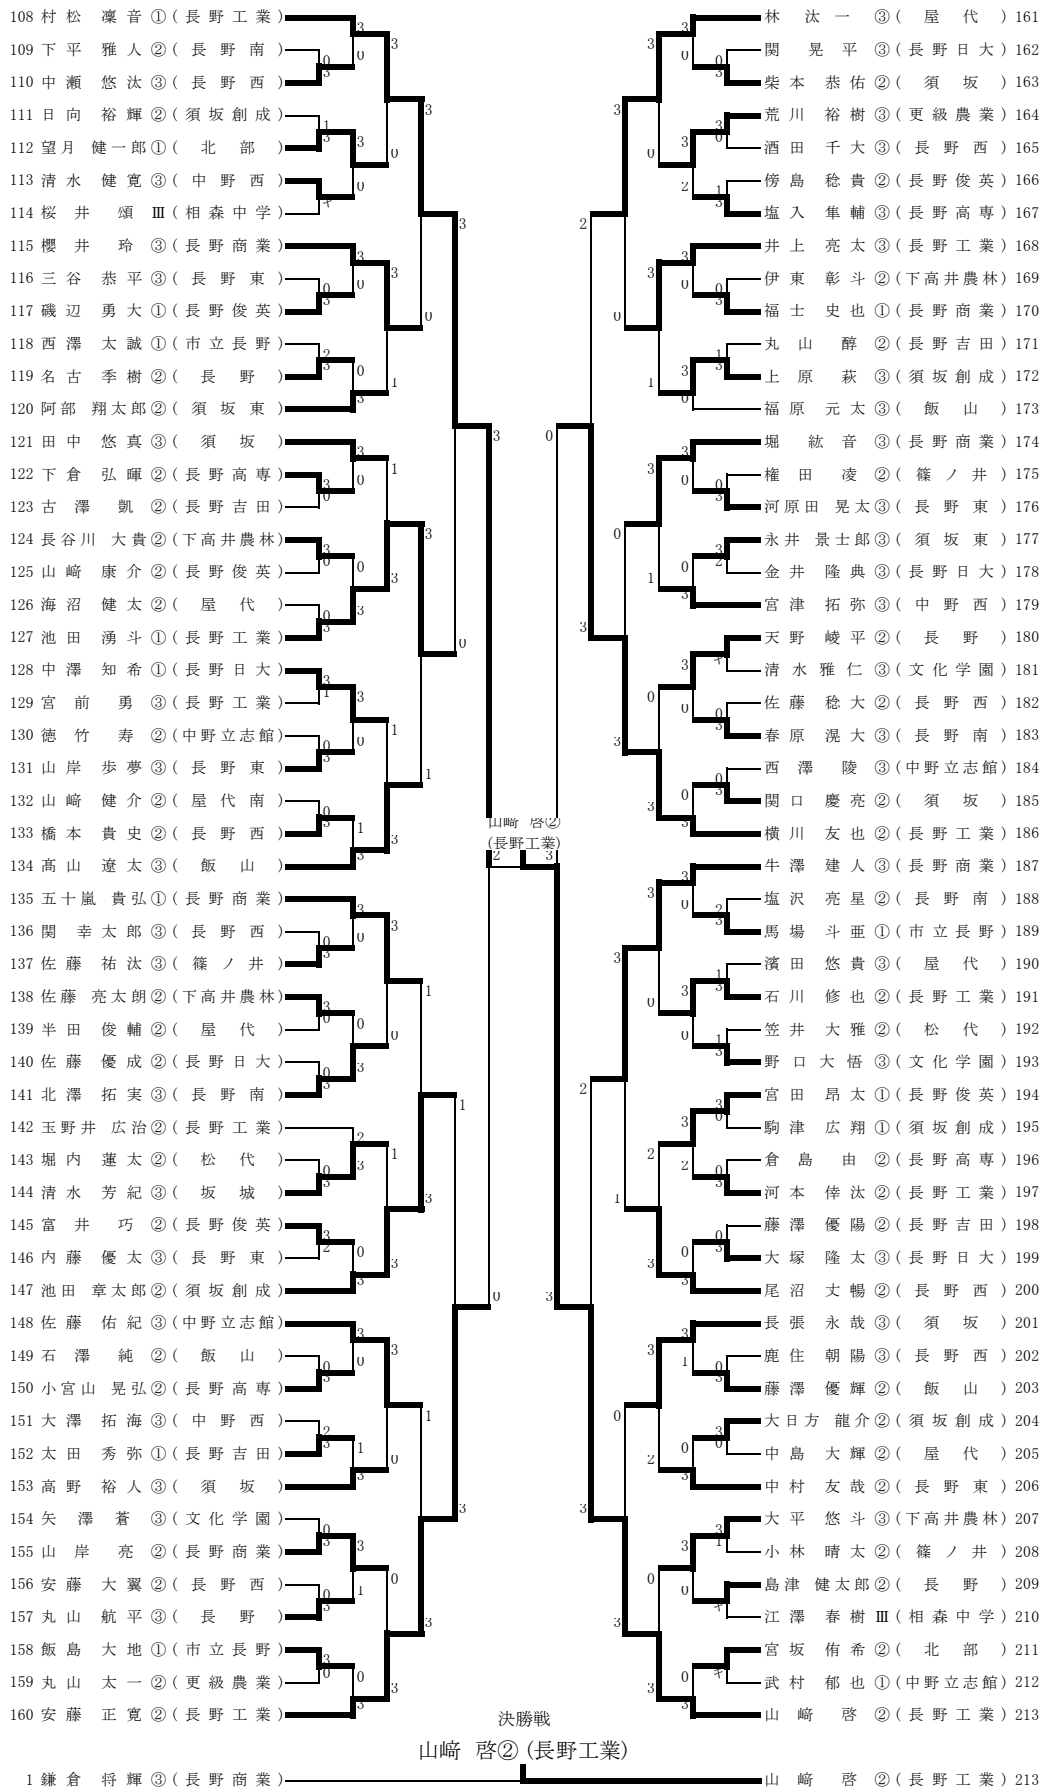 108 村松 凜音①(長野工業)
109 下平 雅人②(長野南)
110 中瀬 悠汰③(長野西)
111 日向 裕輝②(須坂創成)
112 望月 健一郎①(北部)
113 清水 健寛③(中野西)
114 桜井 頌 Ⅲ(相森中学)
115 櫻井 玲③(長野商業)
116 三谷 恭平③(長野東)
117 磯辺 勇大①(長野俊英)
118 西澤 太誠①(市立長野)
119 名古 季樹②(長野)
120 阿部 翔太郎②(須坂東)
121 田中 悠真③(須坂)
122 下倉 弘暉②(長野高専)
123 古澤 凱②(長野吉田)
124 長谷川 大貴②(下高井農林)
125 山﨑 康介②(長野俊英)
126 海沼 健太②(屋代)
127 池田 湧斗①(長野工業)
128 中澤 知希①(長野日大)
129 宮前 勇③(長野工業)
130 徳竹 寿②(中野立志館)
131 山岸 歩夢③(長野東)
132 山﨑 健介②(屋代南)
133 橋本 貴史②(長野西)
134 髙山 遼太③(飯山)
135 五十嵐 貴弘①(長野商業)
136 関 幸太郎③(長野西)
137 佐藤 祐汰③(篠ノ井)
138 佐藤 亮太朗②(下高井農林)
139 半田 俊輔②(屋代)
140 佐藤 優成②(長野日大)
141 北澤 拓実③(長野南)
142 玉野井 広治②(長野工業)
143 堀内 蓮太②(松代)
144 清水 芳紀③(坂城)
145 富井 巧②(長野俊英)
146 内藤 優太③(長野東)
147 池田 章太郎②(須坂創成)
148 佐藤 佑紀③(中野立志館)
149 石澤 純②(飯山)
150 小宮山 晃弘②(長野高専)
151 大澤 拓海③(中野西)
152 太田 秀弥①(長野吉田)
153 高野 裕人③(須坂)
154 矢澤 蒼③(文化学園)
155 山岸 亮②(長野商業)
156 安藤 大翼②(長野西)
157 丸山 航平③(長野)
158 飯島 大地①(市立長野)
159 丸山 太一②(更級農業)
160 安藤 正寛②(長野工業)
山﨑 啓②
(長野工業)
2 3
林 汰一③(屋代)161
関 晃平③(長野日大)162
柴本 恭佑②(須坂)163
荒川 裕樹③(更級農業)164
酒田 千大③(長野西)165
傍島 稔貴②(長野俊英)166
塩入 隼輔③(長野高専)167
井上 亮太③(長野工業)168
伊東 彰斗②(下高井農林)169
福士 史也①(長野商業)170
丸山 醇②(長野吉田)171
上原 萩③(須坂創成)172
福原 元太③(飯山)173
堀 紘音③(長野商業)174
権田 凌②(篠ノ井)175
河原田 晃太③(長野東)176
永井 景士郎③(須坂東)177
金井 隆典③(長野日大)178
宮津 拓弥③(中野西)179
天野 崚平②(長野)180
清水 雅仁③(文化学園)181
佐藤 稔大②(長野西)182
春原 滉大③(長野南)183
西澤 陵③(中野立志館)184
関口 慶亮②(須坂)185
横川 友也②(長野工業)186
牛澤 建人③(長野商業)187
塩沢 亮星②(長野南)188
馬場 斗亜①(市立長野)189
濱田 悠貴③(屋代)190
石川 修也②(長野工業)191
笠井 大雅②(松代)192
野口 大悟③(文化学園)193
宮田 昂太①(長野俊英)194
駒津 広翔①(須坂創成)195
倉島 由②(長野高専)196
河本 倖汰②(長野工業)197
藤澤 優陽②(長野吉田)198
大塚 隆太③(長野日大)199
尾沼 丈暢②(長野西)200
長張 永哉③(須坂)201
鹿住 朝陽③(長野西)202
藤澤 優輝②(飯山)203
大日方 龍介②(須坂創成)204
中島 大輝②(屋代)205
中村 友哉②(長野東)206
大平 悠斗③(下高井農林)207
小林 晴太②(篠ノ井)208
島津 健太郎②(長野)209
江澤 春樹 Ⅲ(相森中学)210
宮坂 侑希②(北部)211
武村 郁也①(中野立志館)212
山﨑 啓②(長野工業)213
決勝戦
山﨑 啓②(長野工業)
1 鎌倉 将輝③(長野商業) 山﨑 啓②(長野工業)213